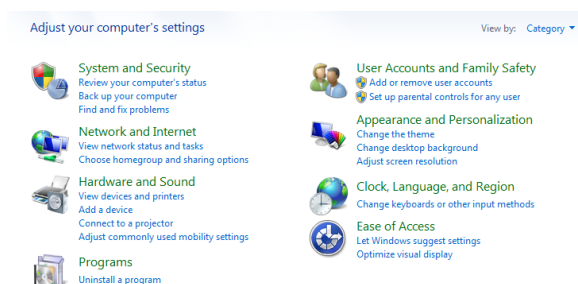 Adjust your computer's settings
View by: Category
System and Security
Review your computer's status
Back up your computer
Find and fix problems
Network and Internet
View network status and tasks
Choose homegroup and sharing options
Hardware and Sound
View devices and printers
Add a device
Connect to a projector
Adjust commonly used mobility settings
Programs
Uninstall a program
User Accounts and Family Safety
Add or remove user accounts
Set up parental controls for any user
Appearance and Personalization
Change the theme
Change desktop background
Adjust screen resolution
Clock, Language, and Region
Change keyboards or other input methods
Ease of Access
Let Windows suggest settings
Optimize visual display